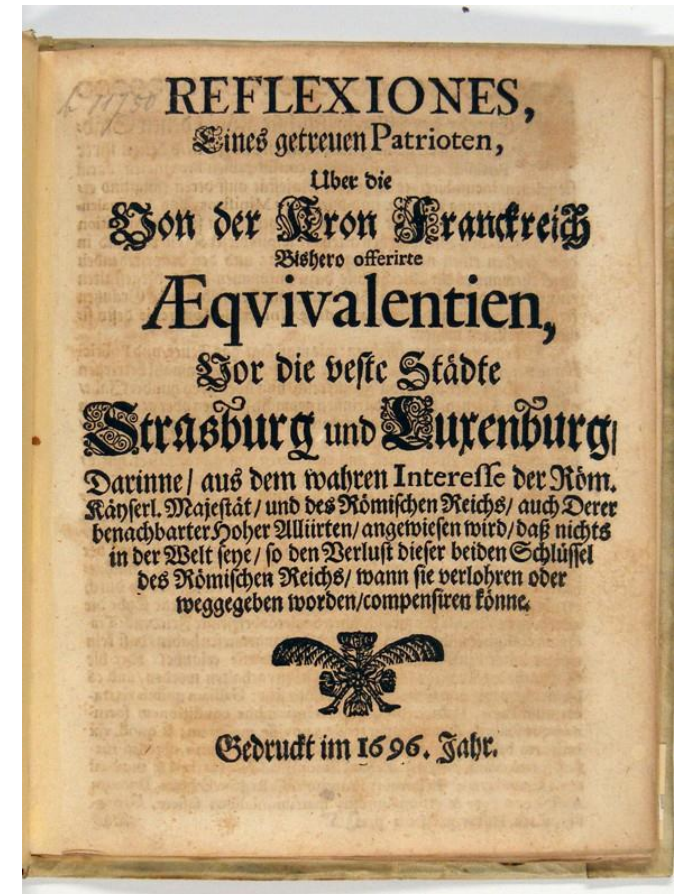 REFLEXIONES,
Eines getreuen Patrioten,
Uber die
Von der Kron Franckreich
Bishero offerirte
Æqvivalentien,
Vor die veste Städte
Strasburg und Luxenburg/
Darinne / aus dem wahren Interesse der Röm.
Käyserl. Majestät / und des Römischen Reichs / auch Derer
benachbarter Hoher Alliirten / angewiesen wird / daß nichts
in der Welt seye / so den Verlust dieser beiden Schlüssel
des Römischen Reichs / wann sie verlohren oder
weggegeben worden / compensiren könne.
Gedruckt im 1696. Jahr.